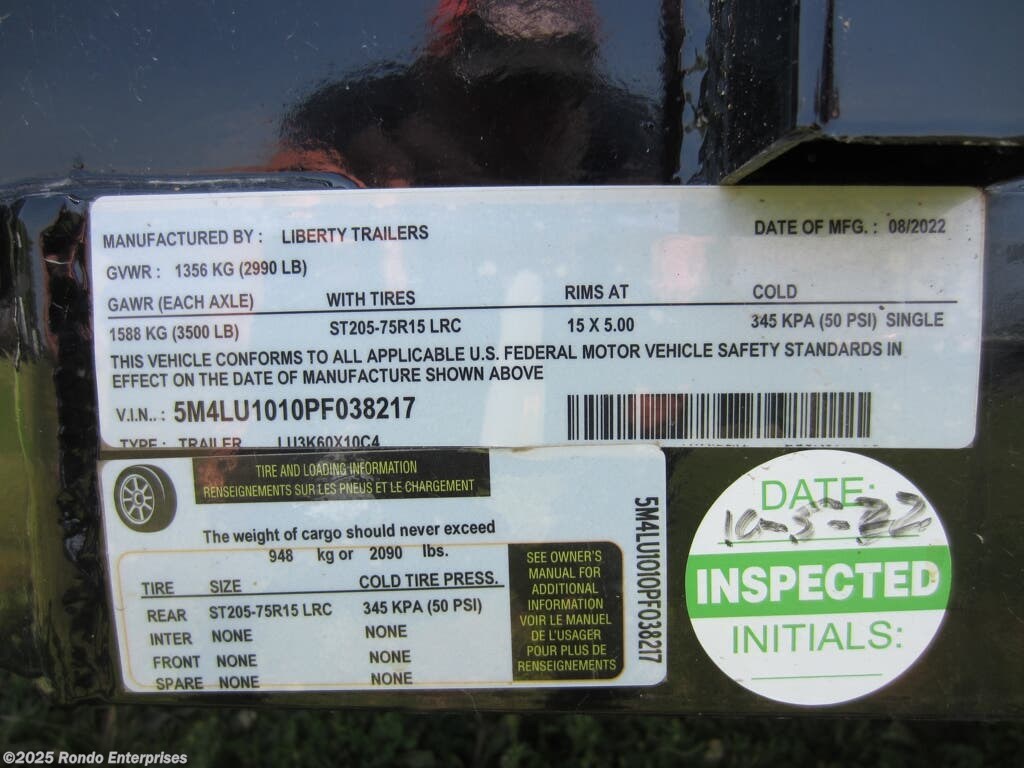 MANUFACTURED BY : LIBERTY TRAILERS DATE OF MFG. : 08/2022
GVWR : 1356 KG (2990 LB)
GAWR (EACH AXLE) WITH TIRES RIMS AT COLD
1588 KG (3500 LB) ST205-75R15 LRC 15 X 5.00 345 KPA (50 PSI) SINGLE
THIS VEHICLE CONFORMS TO ALL APPLICABLE U.S. FEDERAL MOTOR VEHICLE SAFETY STANDARDS IN
EFFECT ON THE DATE OF MANUFACTURE SHOWN ABOVE
V.I.N.. : 5M4LU1010PF038217
TYPE : TRAILER LU3K60X10C4
TIRE AND LOADING INFORMATION
RENSEIGNEMENTS SUR LES PNEUS ET LE CHARGEMENT
The weight of cargo should never exceed
948 kg or 2090 lbs.
TIRE SIZE COLD TIRE PRESS.
REAR ST205-75R15 LRC 345 KPA (50 PSI)
INTER NONE NONE
FRONT NONE NONE
SPARE NONE NONE
SEE OWNER'S
MANUAL FOR
ADDITIONAL
INFORMATION
VOIR LE MANUEL
DE L'USAGER
POUR PLUS DE
RENSEIGNEMENTS
5M4LU1010PF038217
DATE:
10-5-22
INSPECTED
INITIALS:
©2025 Rondo Enterprises